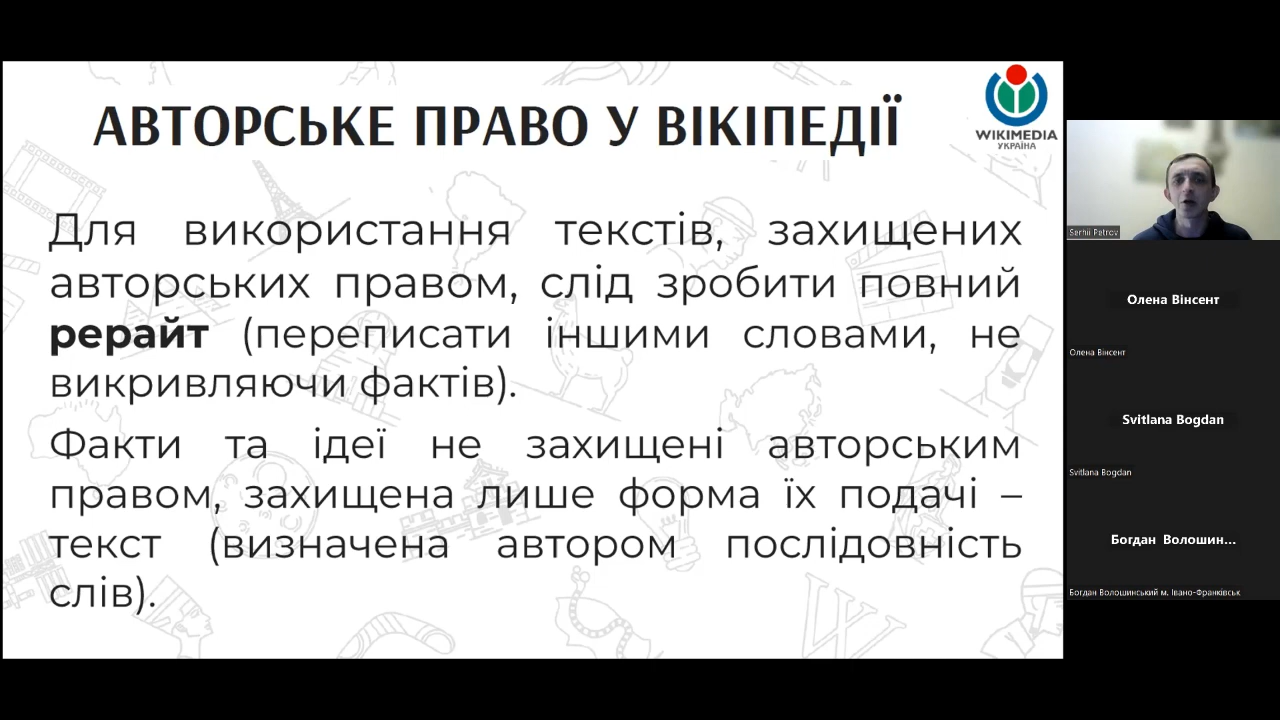 АВТОРСЬКЕ ПРАВО У ВІКІПЕДІЇ
WIKIMEDIA
УКРАЇНА
Для використання текстів, захищених
авторських правом, слід зробити повний
рерайт (переписати іншими словами, не
викривляючи фактів).
Факти та ідеї не захищені авторським
правом, захищена лише форма їх подачі –
текст (визначена автором послідовність
слів).
Serhii Petrov
Олена Вінсент
Олена Вінсент
Svitlana Bogdan
Svitlana Bogdan
Богдан Волошин...
Богдан Волошинський м. Івано-Франківськ